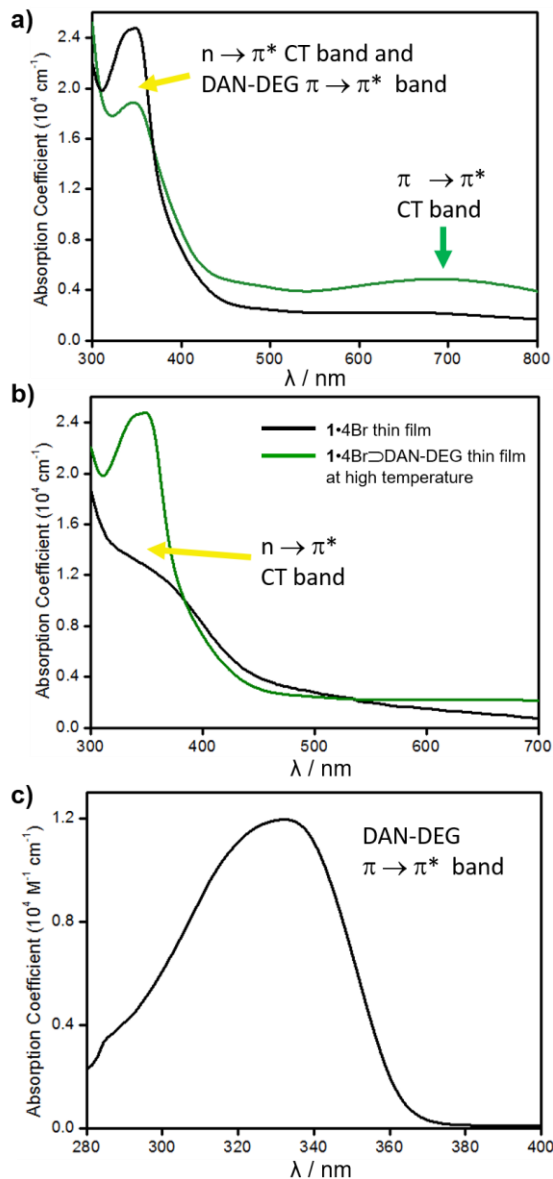 a)
n → π* CT band and
DAN-DEG π → π* band
π → π*
CT band
Absorption Coefficient (10⁴ cm⁻¹)
2.4
2.0
1.6
1.2
0.8
0.4
0.0
300 400 500 600 700 800
λ / nm
b)
1•4Br thin film
1•4Br⊃DAN-DEG thin film
at high temperature
n → π*
CT band
Absorption Coefficient (10⁴ cm⁻¹)
2.4
2.0
1.6
1.2
0.8
0.4
0.0
300 400 500 600 700
λ / nm
c)
DAN-DEG
π → π* band
Absorption Coefficient (10⁴ M⁻¹ cm⁻¹)
1.2
0.8
0.4
0.0
280 300 320 340 360 380 400
λ / nm